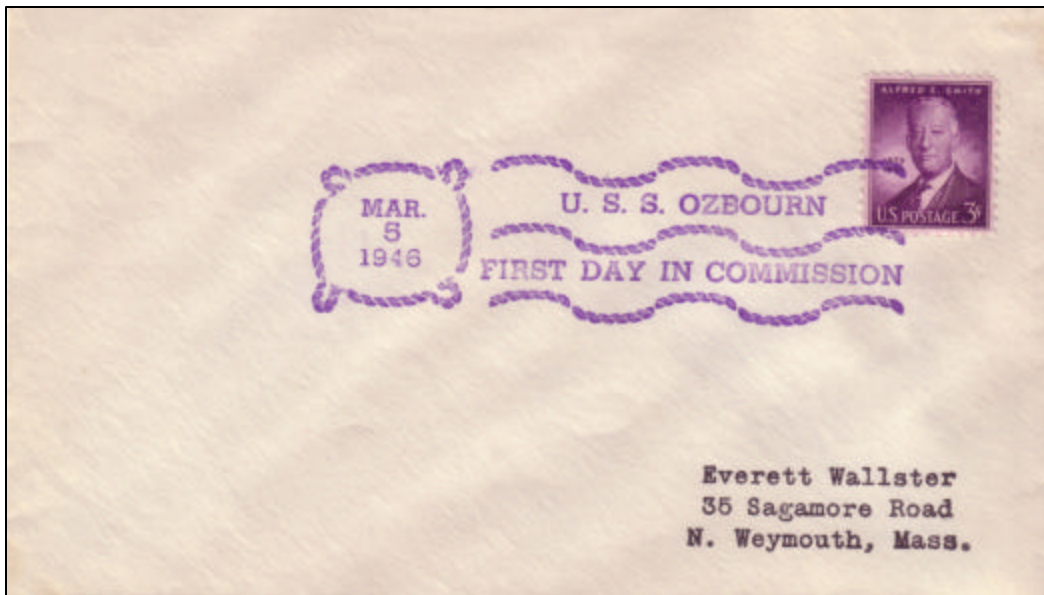 ALFRED E. SMITH
U.S. POSTAGE 3¢
MAR.
5
1946
U. S. S. OZBOURN
FIRST DAY IN COMMISSION
Everett Wallster
35 Sagamore Road
N. Weymouth, Mass.